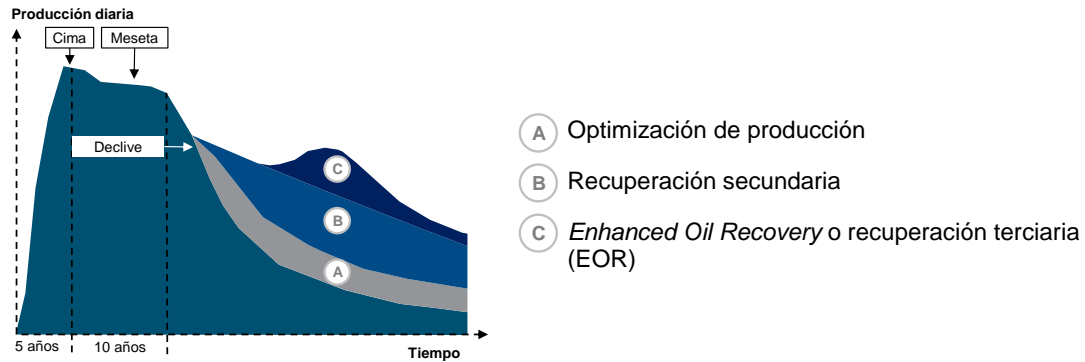 Producción diaria
Cima
Meseta
Declive
C
B
A
5 años
10 años
Tiempo
A Optimización de producción
B Recuperación secundaria
C Enhanced Oil Recovery o recuperación terciaria
(EOR)